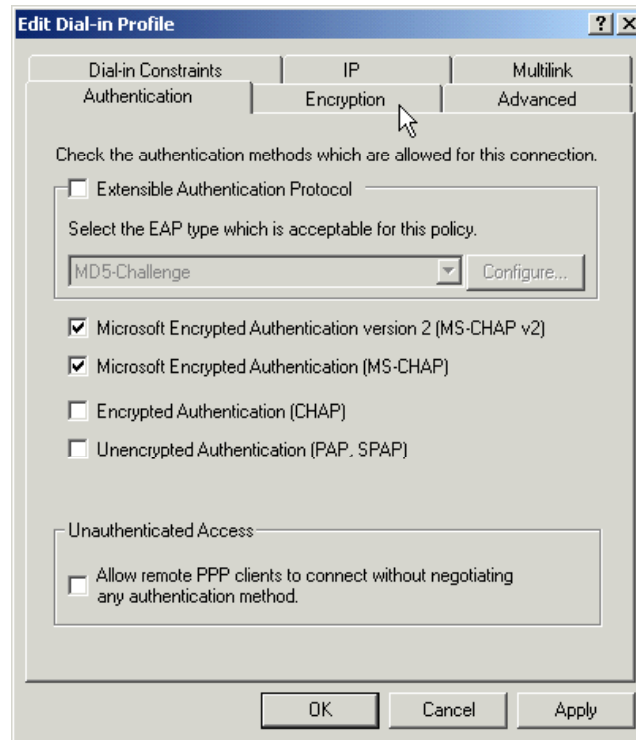 Edit Dial-in Profile
Dial-in Constraints IP Multilink
Authentication Encryption Advanced
Check the authentication methods which are allowed for this connection.
Extensible Authentication Protocol
Select the EAP type which is acceptable for this policy.
MD5-Challenge Configure...
Microsoft Encrypted Authentication version 2 (MS-CHAP v2)
Microsoft Encrypted Authentication (MS-CHAP)
Encrypted Authentication (CHAP)
Unencrypted Authentication (PAP, SPAP)
Unauthenticated Access
Allow remote PPP clients to connect without negotiating
any authentication method.
OK Cancel Apply